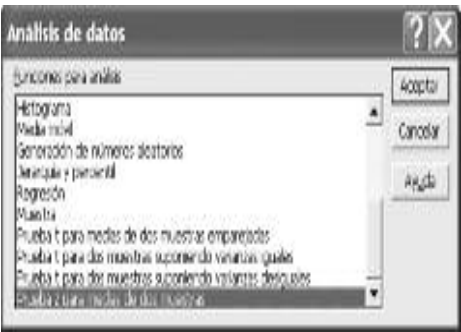 Análisis de datos
Funciones para análisis
Histograma
Media móvil
Generación de números aleatorios
Jerarquía y percentil
Regresión
Muestra
Prueba t para medias de dos muestras emparejadas
Prueba t para dos muestras suponiendo varianzas iguales
Prueba t para dos muestras suponiendo varianzas desiguales
Prueba z para medias de dos muestras
Aceptar
Cancelar
Ayuda